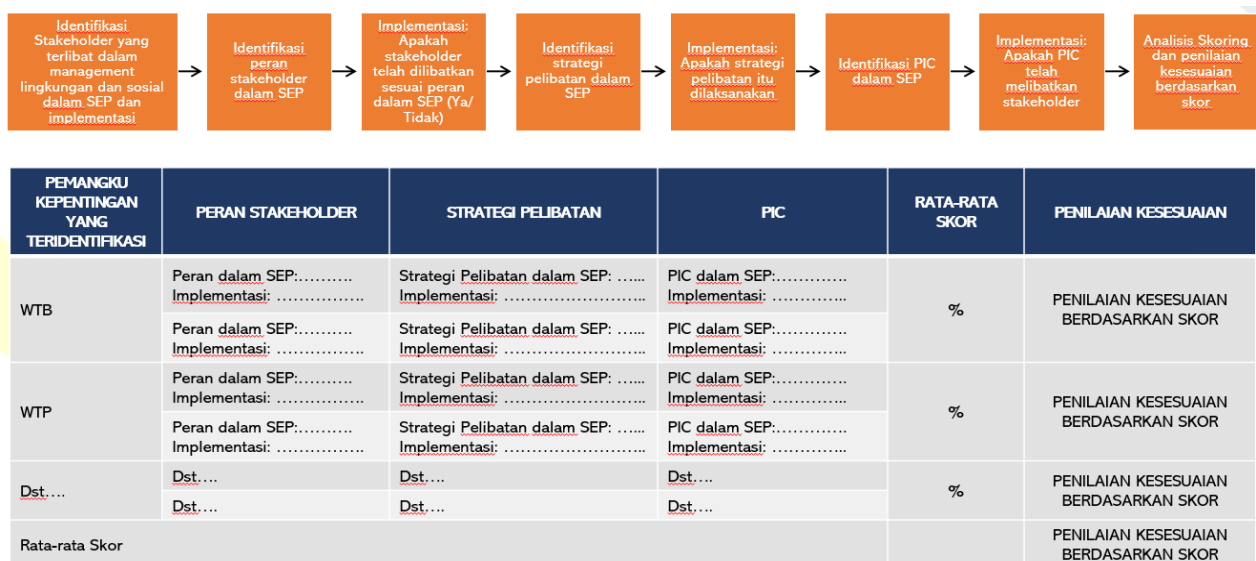 Identifikasi
Stakeholder yang
terlibat dalam
management
lingkungan dan sosial
dalam SEP dan
implementasi
Identifikasi
peran
stakeholder
dalam SEP
Implementasi:
Apakah
stakeholder
telah dilibatkan
sesuai peran
dalam SEP (Ya/
Tidak)
Identifikasi
strategi
pelibatan dalam
SEP
Implementasi:
Apakah strategi
pelibatan itu
dilaksanakan
Identifikasi PIC
dalam SEP
Implementasi:
Apakah PIC
telah
melibatkan
stakeholder
Analisis Skoring
dan penilaian
kesesuaian
berdasarkan
skor
PEMANGKU
KEPENTINGAN
YANG
TERIDENTIFIKASI
PERAN STAKEHOLDER
STRATEGI PELIBATAN
PIC
RATA-RATA
SKOR
PENILAIAN KESESUAIAN
WTB
Peran dalam SEP:……….
Implementasi: …………….
Strategi Pelibatan dalam SEP: …...
Implementasi: ……………………..
PIC dalam SEP:………….
Implementasi: …………..
Peran dalam SEP:……….
Implementasi: …………….
Strategi Pelibatan dalam SEP: …...
Implementasi: ……………………..
PIC dalam SEP:………….
Implementasi: …………..
%
PENILAIAN KESESUAIAN
BERDASARKAN SKOR
WTP
Peran dalam SEP:……….
Implementasi: …………….
Strategi Pelibatan dalam SEP: …...
Implementasi: ……………………..
PIC dalam SEP:………….
Implementasi: …………..
Peran dalam SEP:……….
Implementasi: …………….
Strategi Pelibatan dalam SEP: …...
Implementasi: ……………………..
PIC dalam SEP:………….
Implementasi: …………..
%
PENILAIAN KESESUAIAN
BERDASARKAN SKOR
Dst….
Dst….
Dst….
Dst….
Dst….
Dst….
Dst….
%
PENILAIAN KESESUAIAN
BERDASARKAN SKOR
Rata-rata Skor
PENILAIAN KESESUAIAN
BERDASARKAN SKOR